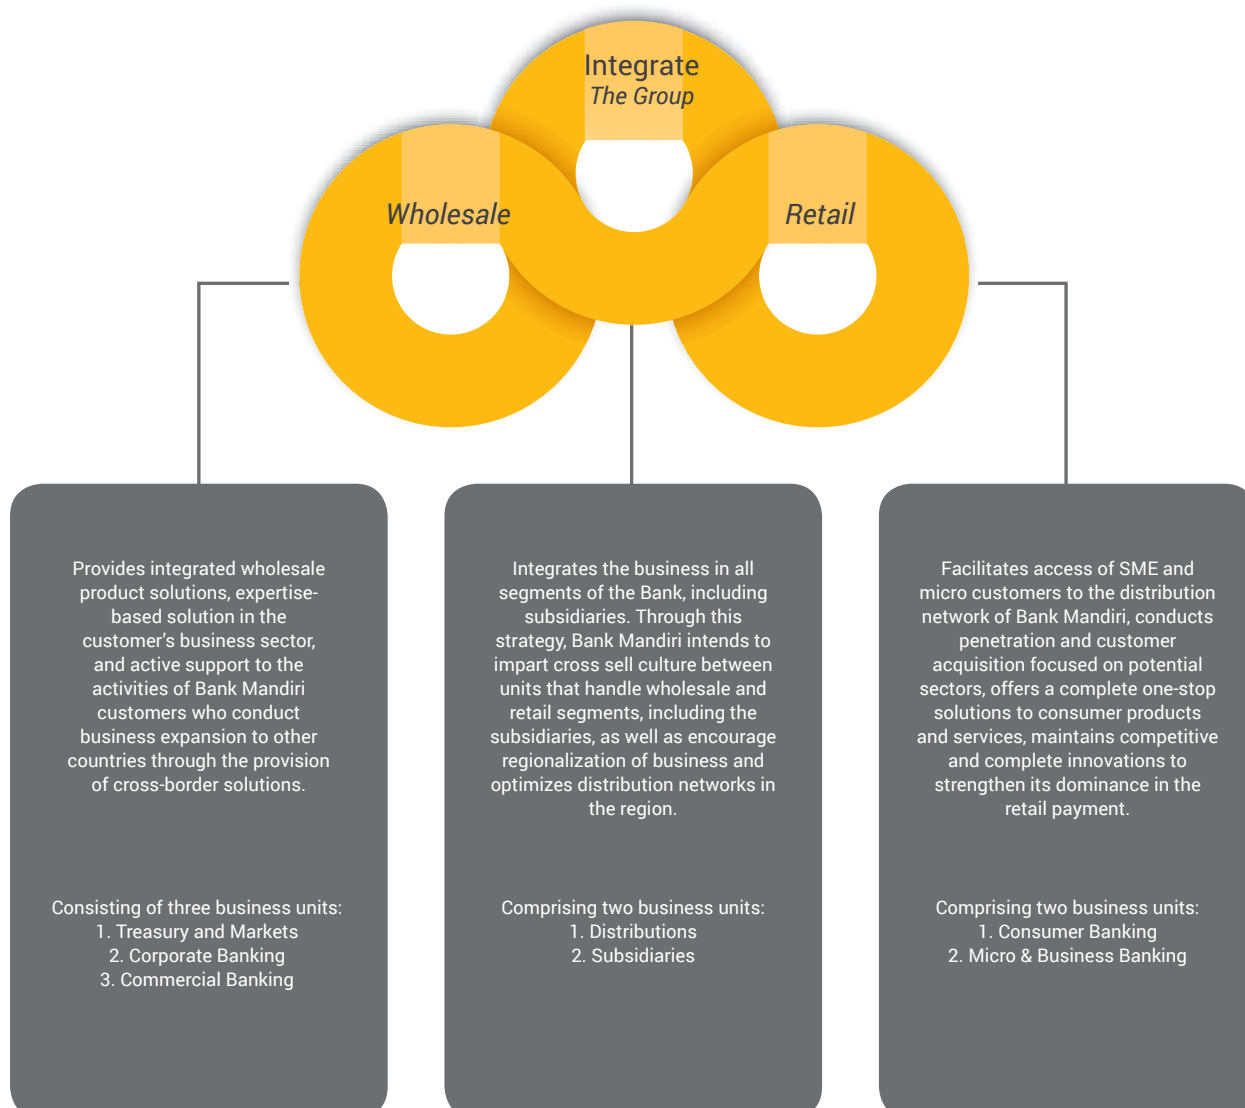 Integrate
The Group
Wholesale
Retail
Provides integrated wholesale
product solutions, expertise-
based solution in the
customer’s business sector,
and active support to the
activities of Bank Mandiri
customers who conduct
business expansion to other
countries through the provision
of cross-border solutions.
Consisting of three business units:
1. Treasury and Markets
2. Corporate Banking
3. Commercial Banking
Integrates the business in all
segments of the Bank, including
subsidiaries. Through this
strategy, Bank Mandiri intends to
impart cross sell culture between
units that handle wholesale and
retail segments, including the
subsidiaries, as well as encourage
regionalization of business and
optimizes distribution networks in
the region.
Comprising two business units:
1. Distributions
2. Subsidiaries
Facilitates access of SME and
micro customers to the distribution
network of Bank Mandiri, conducts
penetration and customer
acquisition focused on potential
sectors, offers a complete one-stop
solutions to consumer products
and services, maintains competitive
and complete innovations to
strengthen its dominance in the
retail payment.
Comprising two business units:
1. Consumer Banking
2. Micro & Business Banking